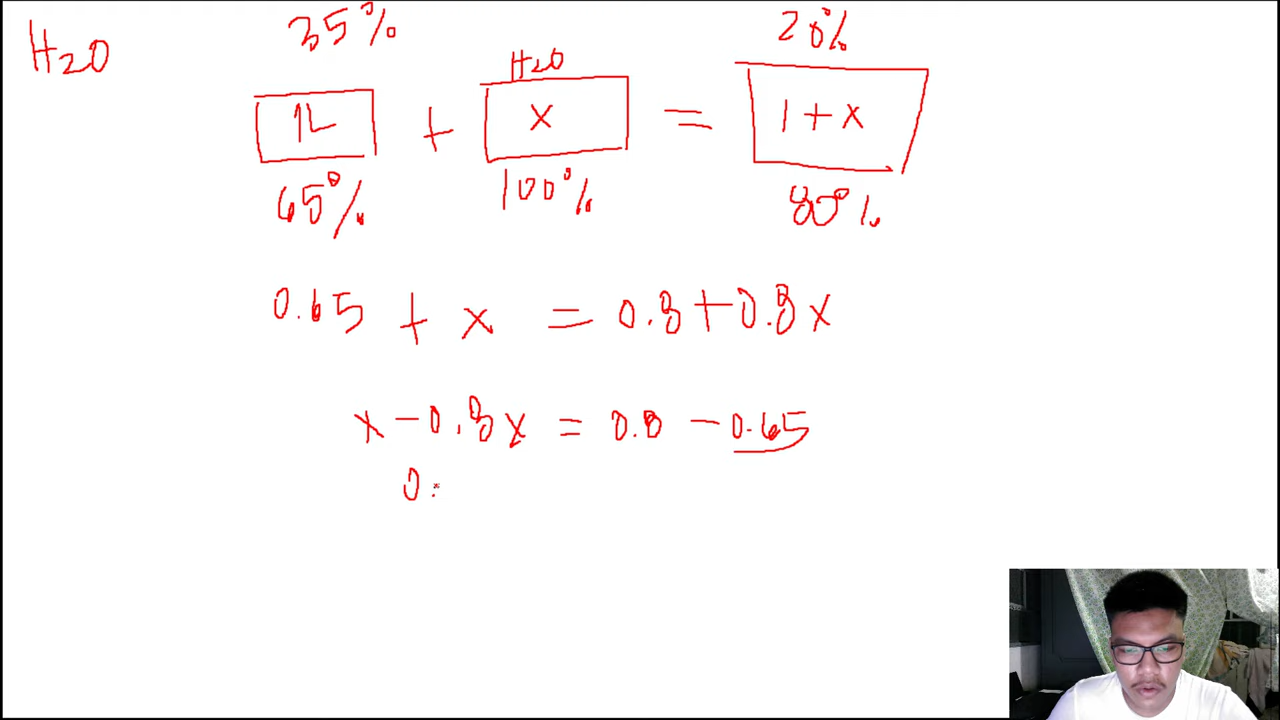 35%
H2O
20%
H2O
1L + x = 1 + x
65% 100% 80%
0.65 + x = 0.8 + 0.8x
x - 0.8x = 0.8 - 0.65
0.